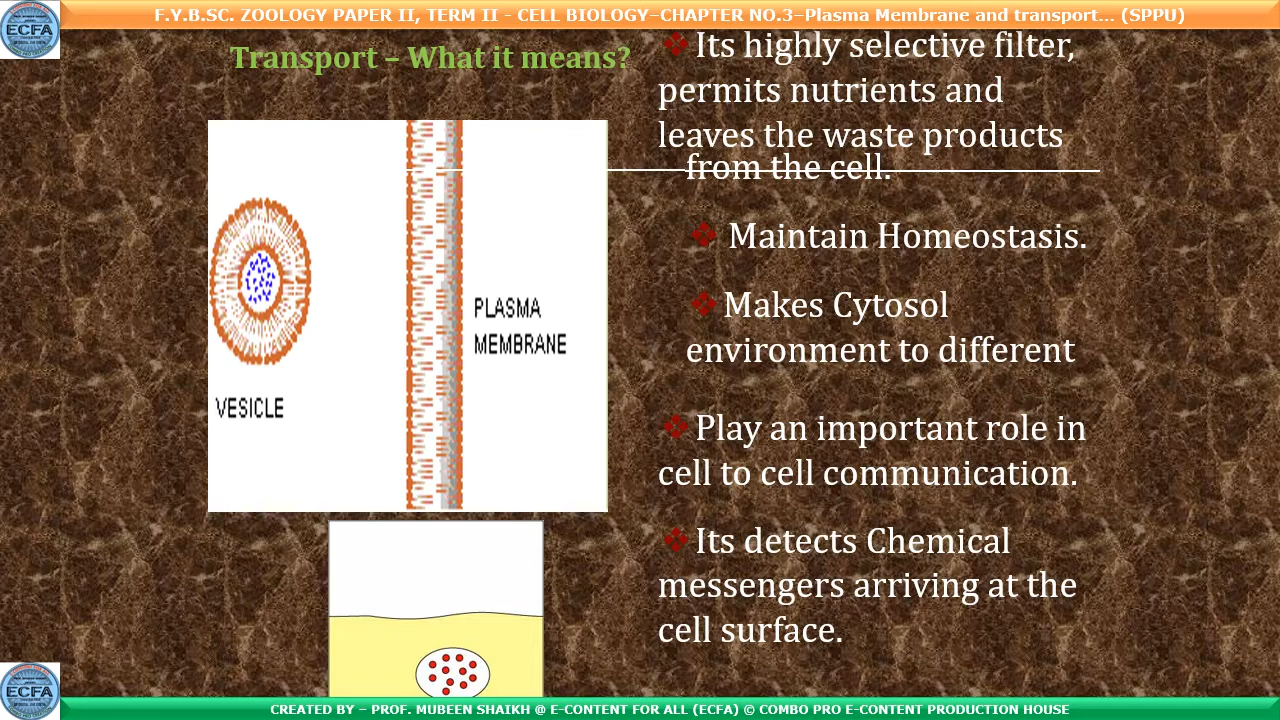 F.Y.B.SC. ZOOLOGY PAPER II, TERM II - CELL BIOLOGY–CHAPTER NO.3–Plasma Membrane and transport... (SPPU)
ECFA
Transport – What it means?
Its highly selective filter,
permits nutrients and
leaves the waste products
from the cell.
Maintain Homeostasis.
Makes Cytosol
environment to different
Play an important role in
cell to cell communication.
Its detects Chemical
messengers arriving at the
cell surface.
PLASMA
MEMBRANE
VESICLE
ECFA
CREATED BY – PROF. MUBEEN SHAIKH @ E-CONTENT FOR ALL (ECFA) © COMBO PRO E-CONTENT PRODUCTION HOUSE